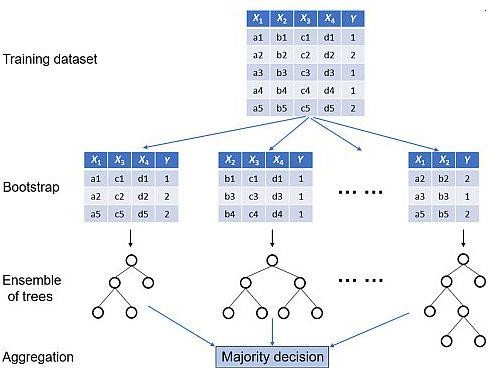 X1 X2 X3 X4 Y
a1 b1 c1 d1 1
a2 b2 c2 d2 2
Training dataset
a3 b3 c3 d3 1
a4 b4 c4 d4 1
a5 b5 c5 d5 2
X1 X3 X4 Y
a1 c1 d1 1
a2 c2 d2 2
a5 c5 d5 2
X2 X3 X4 Y
b1 c1 d1 1
b3 c3 d3 1
b4 c4 d4 1
X1 X2 Y
a2 b2 2
a3 b3 1
a5 b5 2
Bootstrap
... ...
Ensemble
of trees
... ...
Aggregation
Majority decision